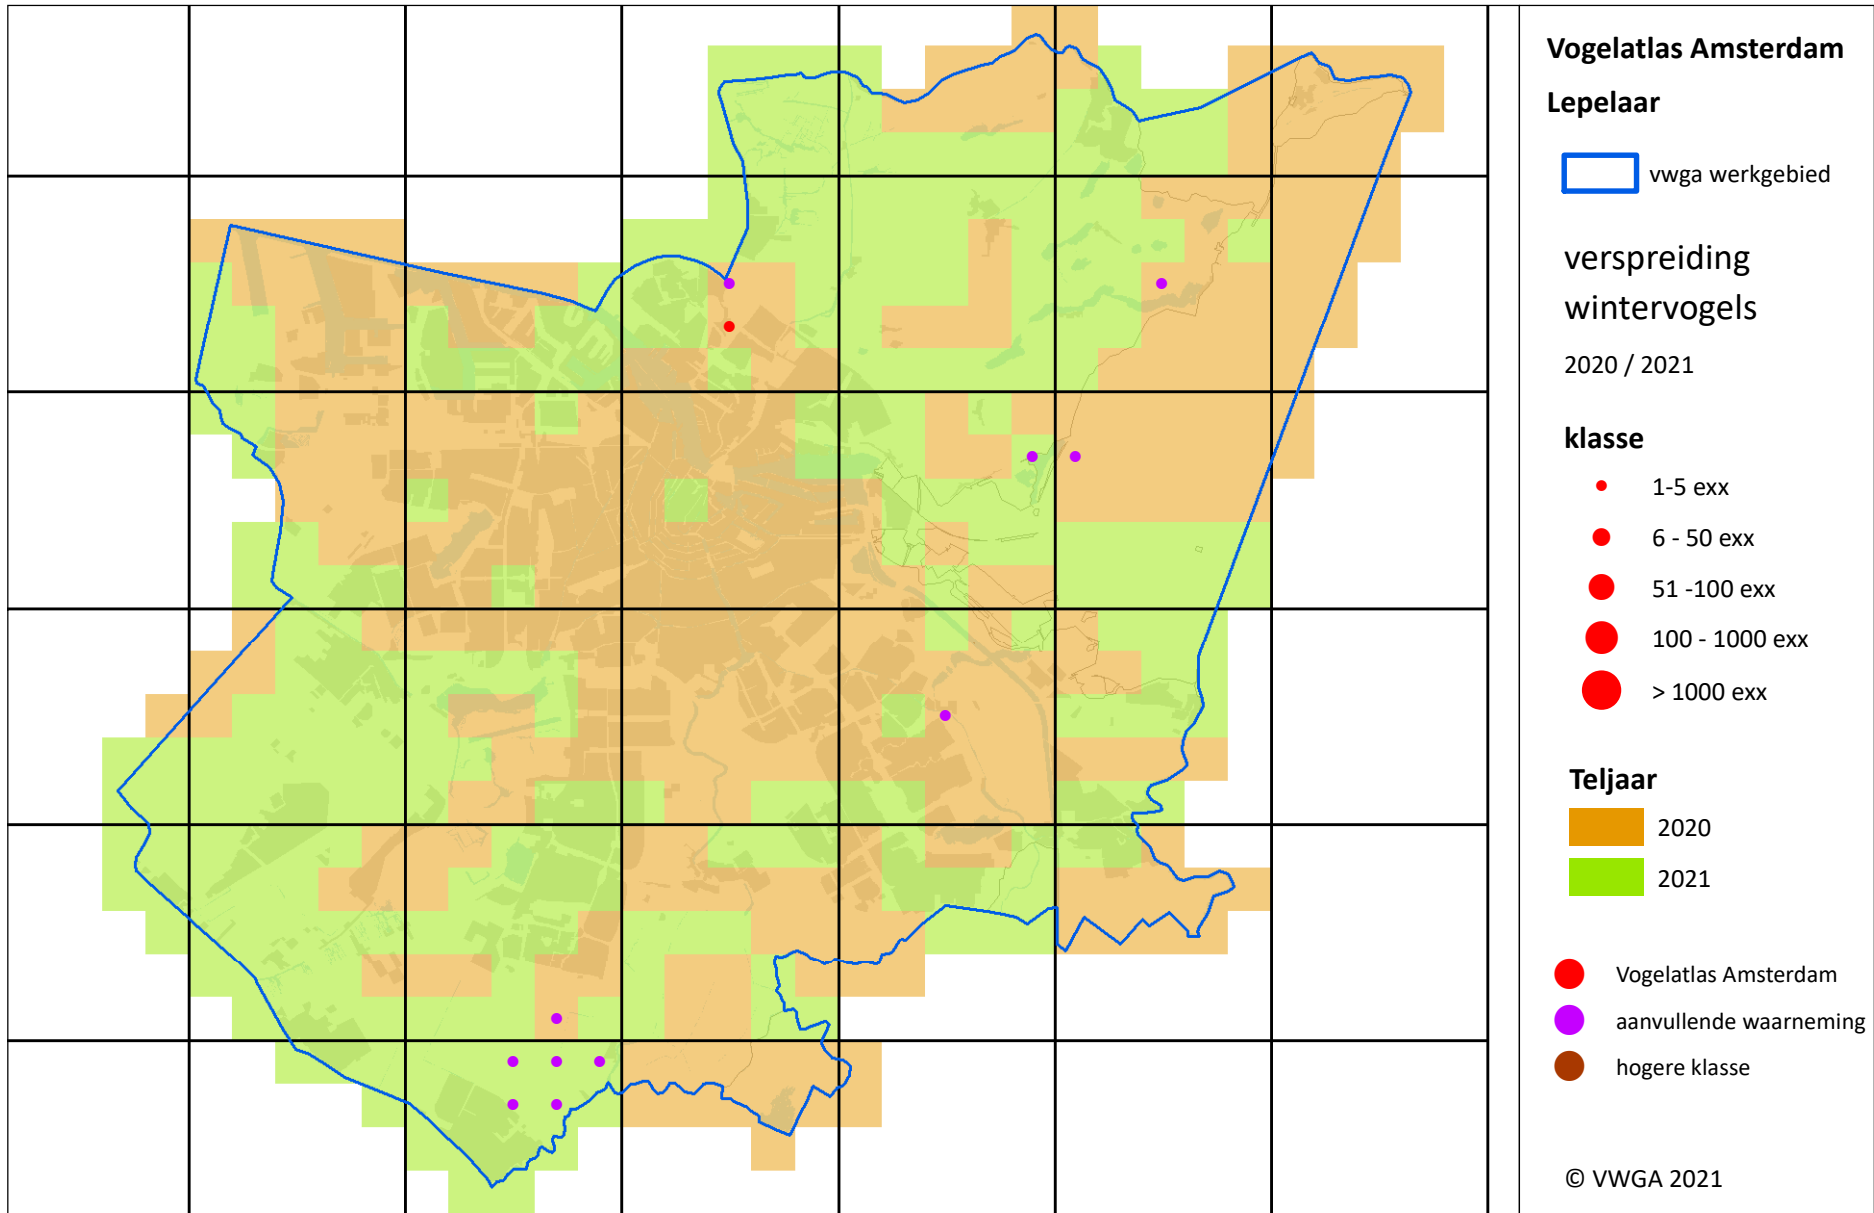 Vogelatlas Amsterdam
Lepelaar
vwga werkgebied
verspreiding
wintervogels
2020 / 2021
klasse
1-5 exx
6 - 50 exx
51 -100 exx
100 - 1000 exx
> 1000 exx
Teljaar
2020
2021
Vogelatlas Amsterdam
aanvullende waarneming
hogere klasse
© VWGA 2021